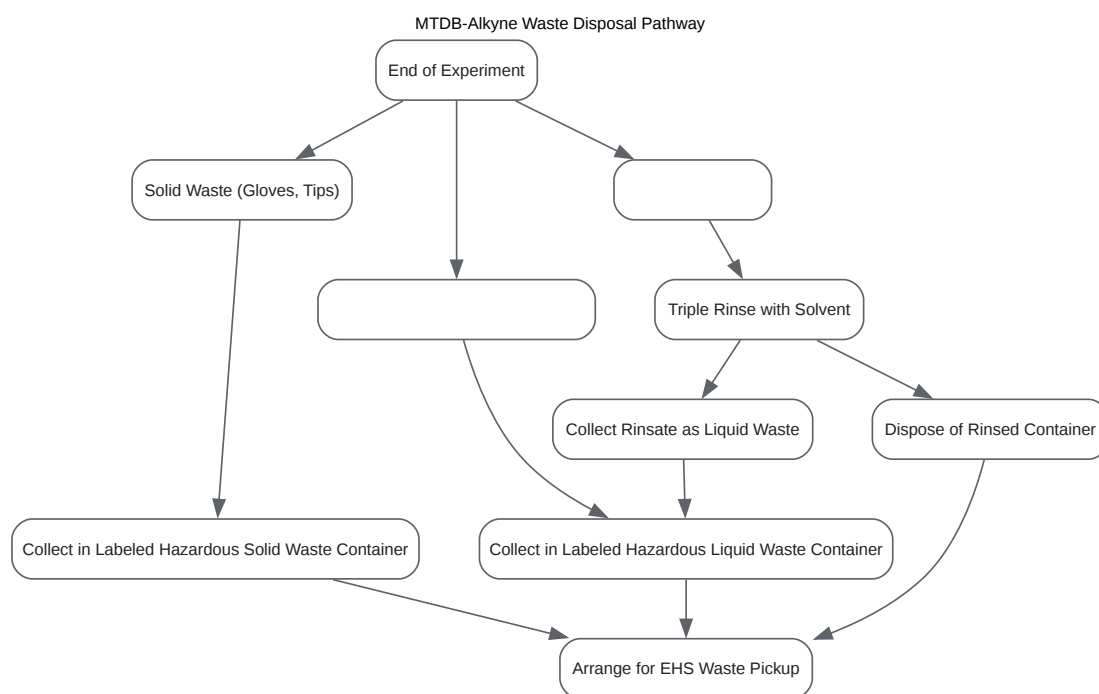 MTDB-Alkyne Waste Disposal Pathway
End of Experiment
Solid Waste (Gloves, Tips)
Triple Rinse with Solvent
Collect Rinsate as Liquid Waste
Dispose of Rinsed Container
Collect in Labeled Hazardous Solid Waste Container
Collect in Labeled Hazardous Liquid Waste Container
Arrange for EHS Waste Pickup